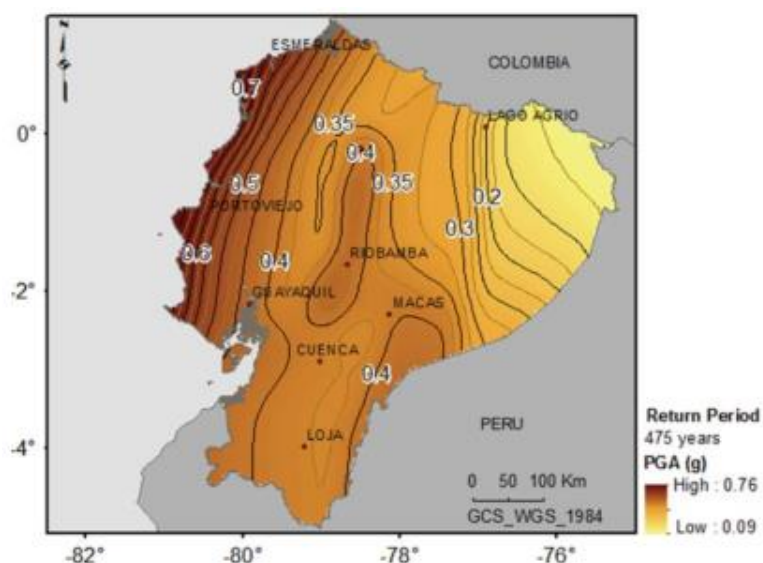 ESMERALDAS
COLOMBIA
0.7
LAGO AGRIO
0.35
0°
0.4
0.35
0.5
0.2
PORTOVIEJO
0.3
0.6
0.4
RIOBAMBA
-2°
GUAYAQUIL
MACAS
CUENCA
0.4
PERU
Return Period
475 years
LOJA
-4°
PGA (g)
0 50 100 Km
High : 0.76
GCS_WGS_1984
Low : 0.09
-82° -80° -78° -76°